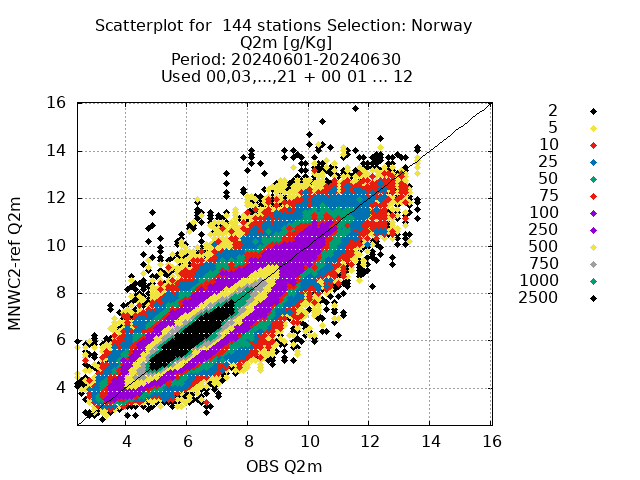 Scatterplot for  144 stations Selection: Norway
Q2m [g/Kg]
Period: 20240601-20240630
Used 00,03,...,21 + 00 01 ... 12
MNWC2-ref Q2m
16
14
12
10
8
6
4
4 6 8 10 12 14 16
OBS Q2m
2
5
10
25
50
75
100
250
500
750
1000
2500